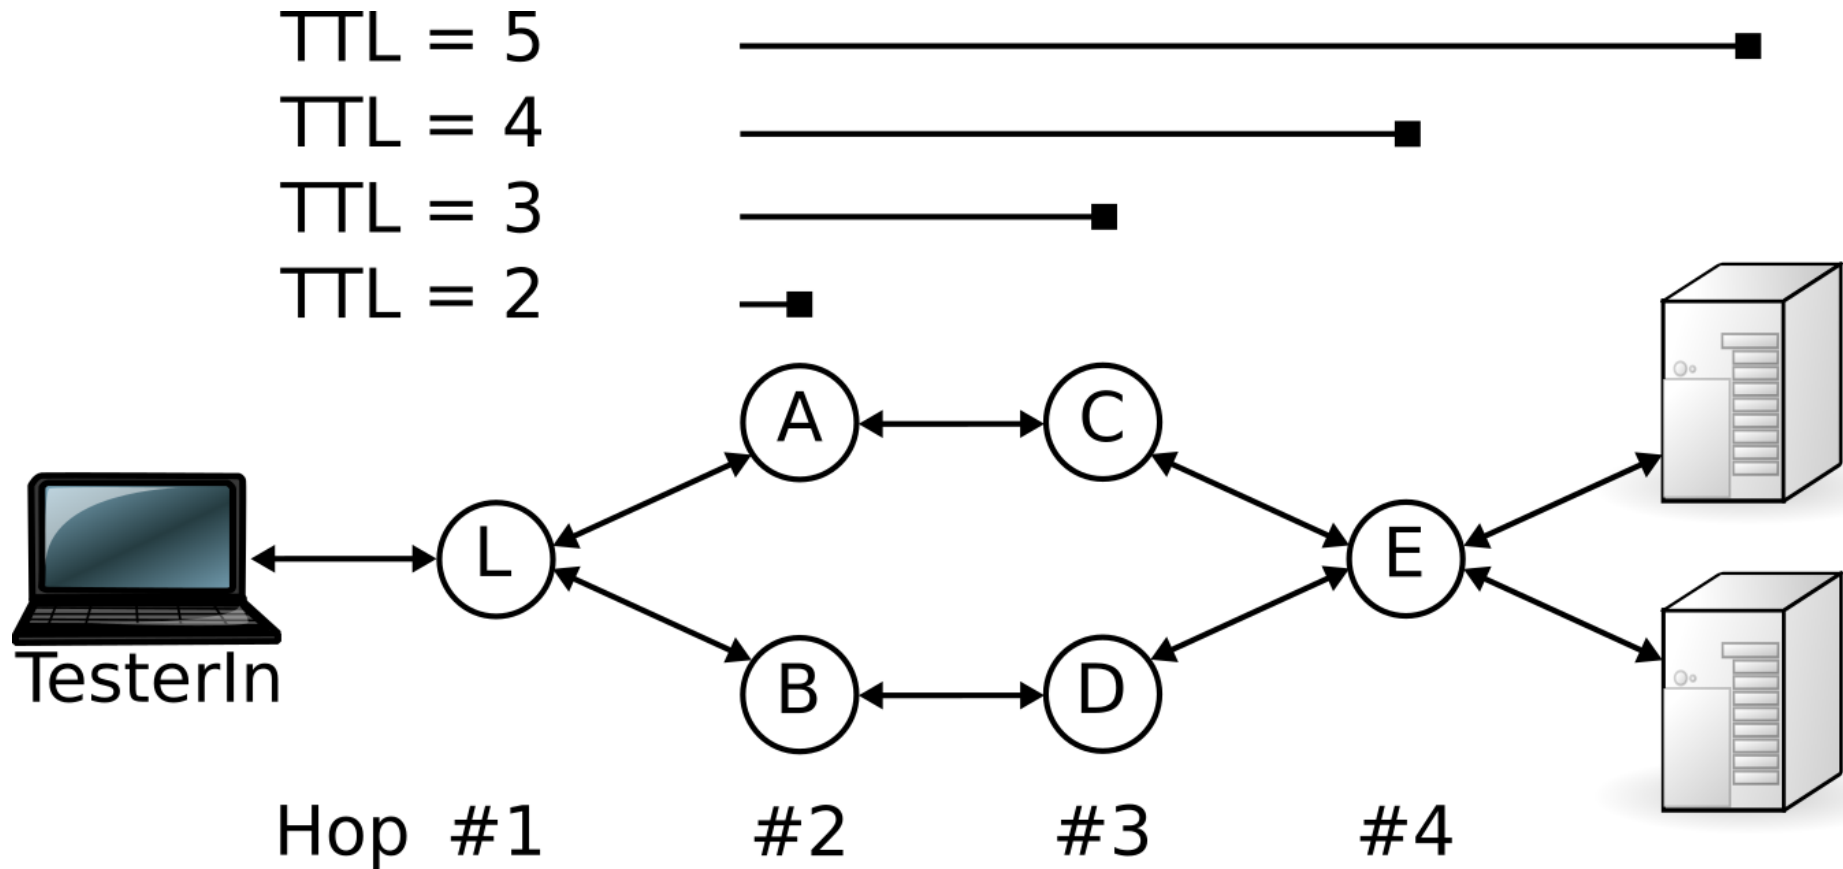 TTL = 5
TTL = 4
TTL = 3
TTL = 2
A
C
L
E
TesterIn
B
D
Hop #1 #2 #3 #4